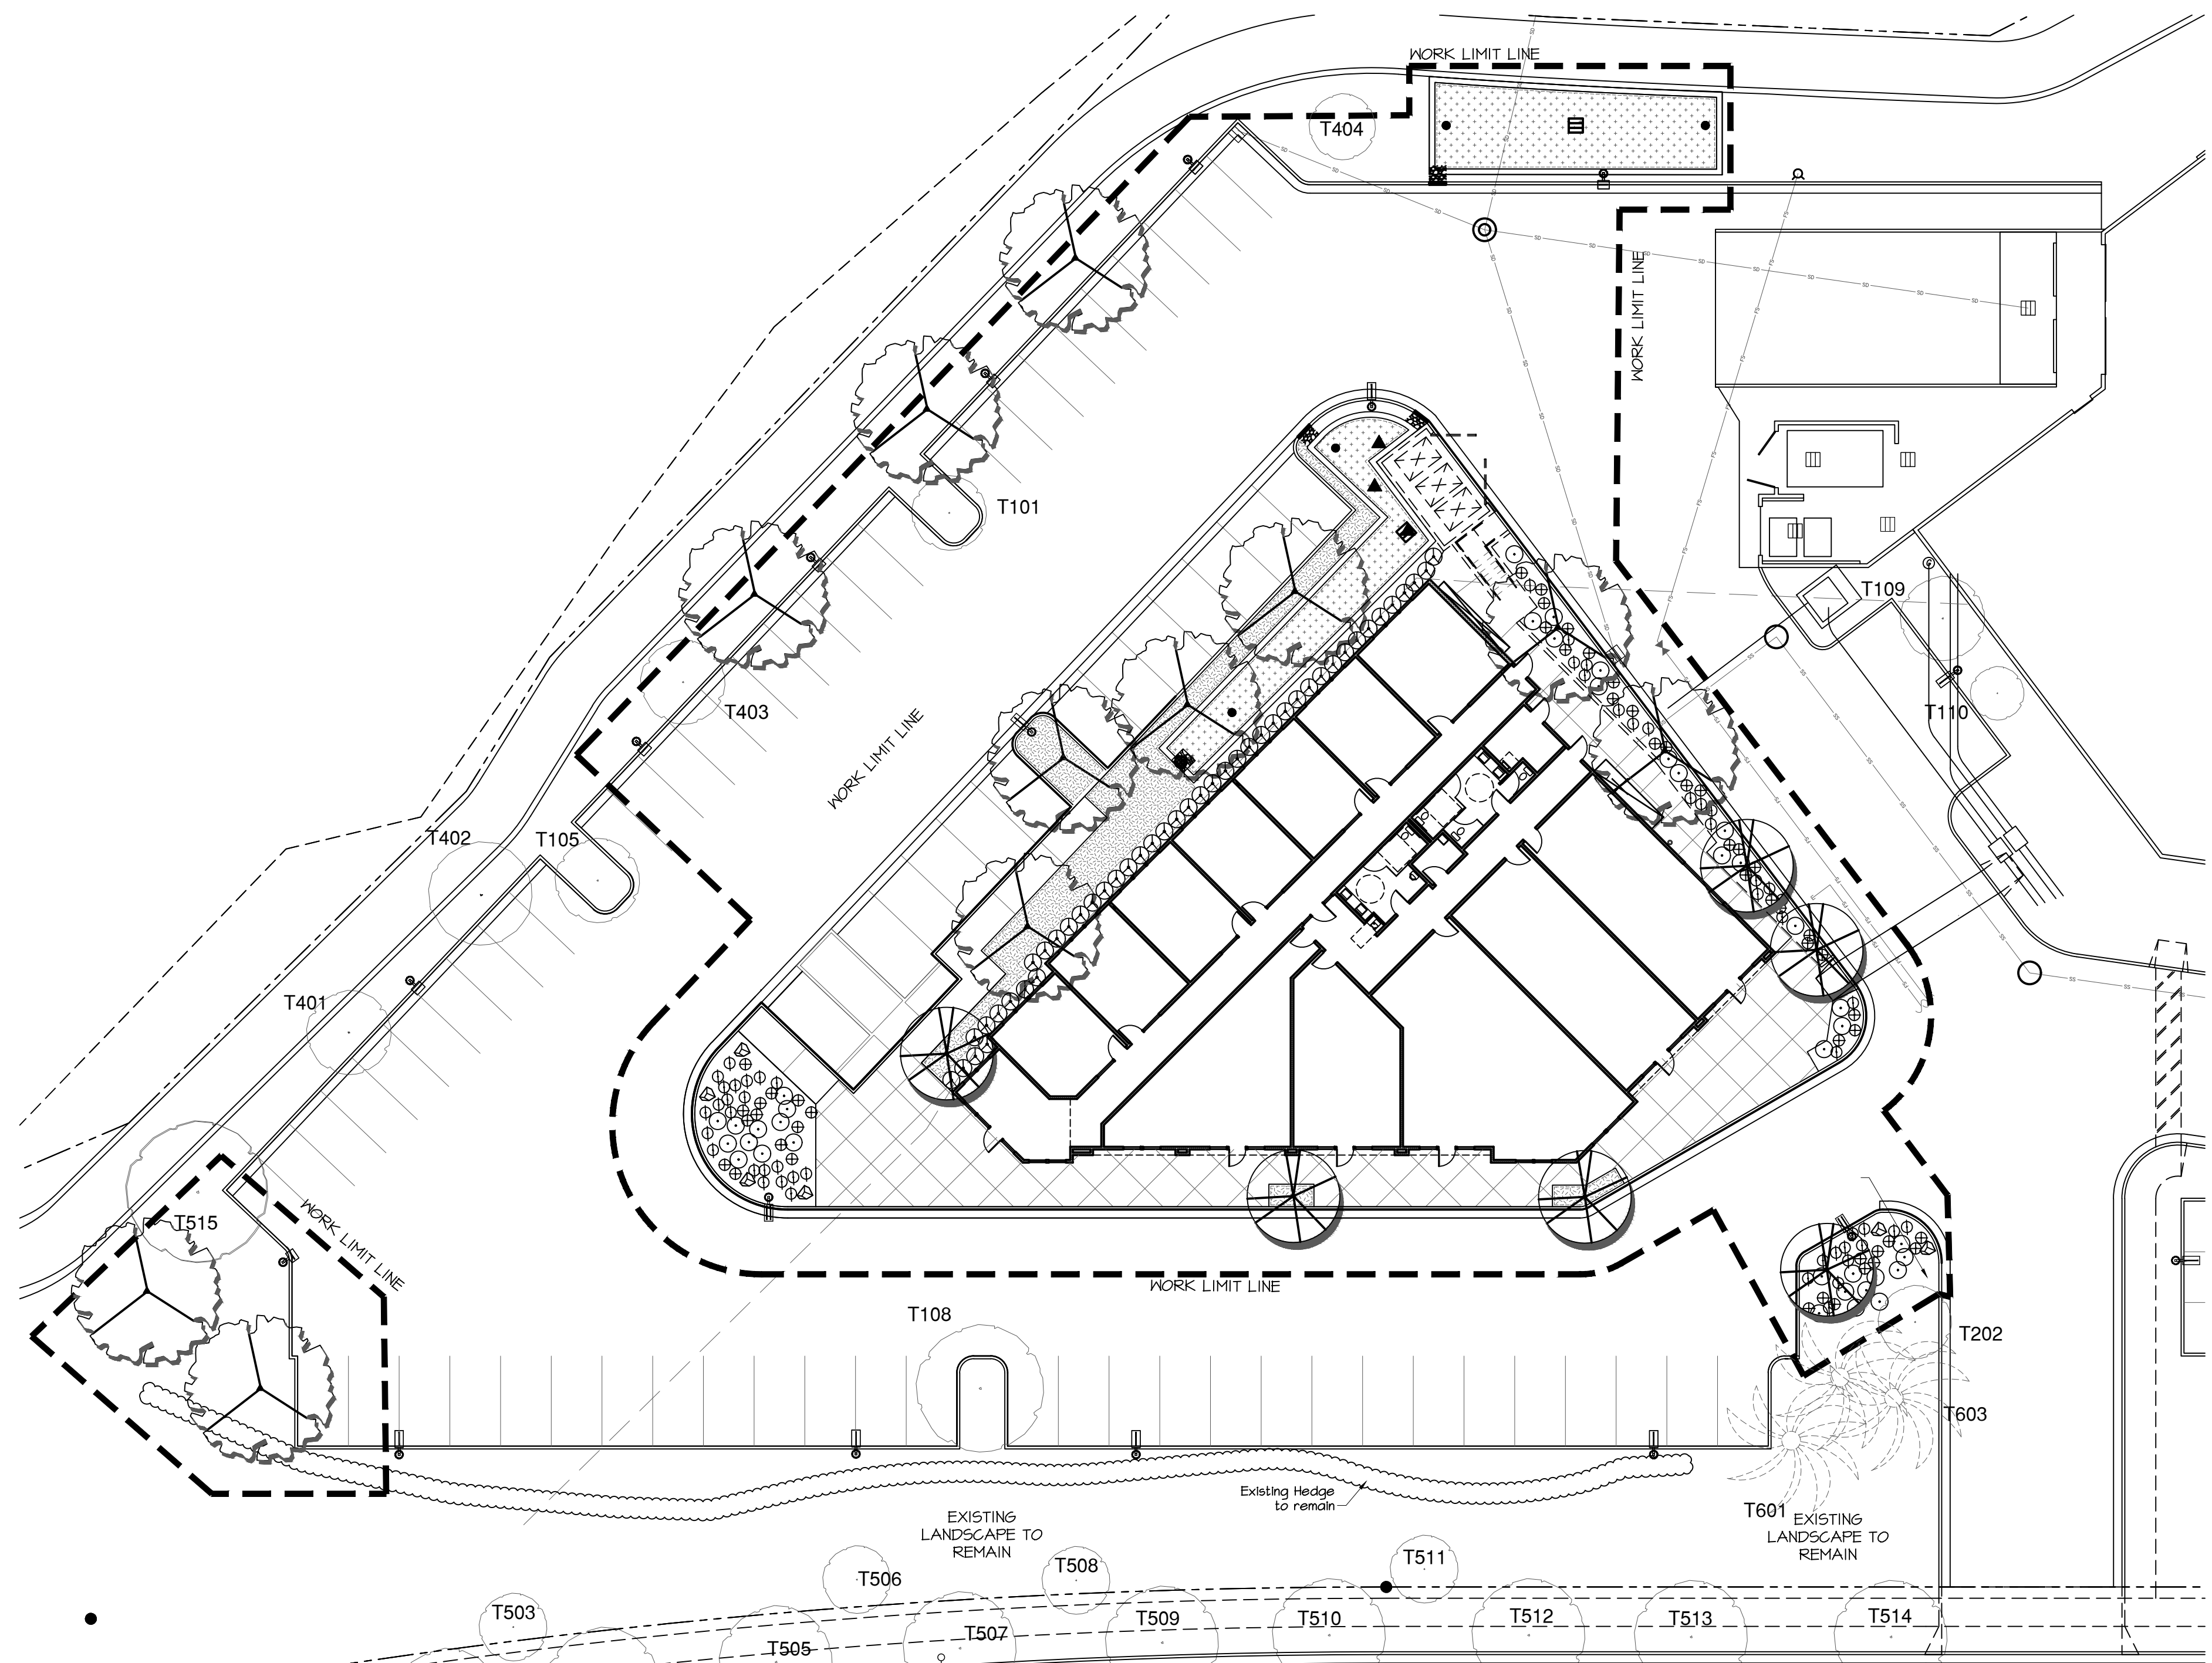 WORK LIMIT LINE
T404
WORK LIMIT LINE
T101
T109
T403
T110
WORK LIMIT LINE
T402
T105
T401
T515
WORK LIMIT LINE
WORK LIMIT LINE
T108
T202
T603
Existing Hedge
to remain
T601
EXISTING
LANDSCAPE TO
REMAIN
EXISTING
LANDSCAPE TO
REMAIN
T511
T508
T506
T503
T505
T507
T509
T510
T512
T513
T514